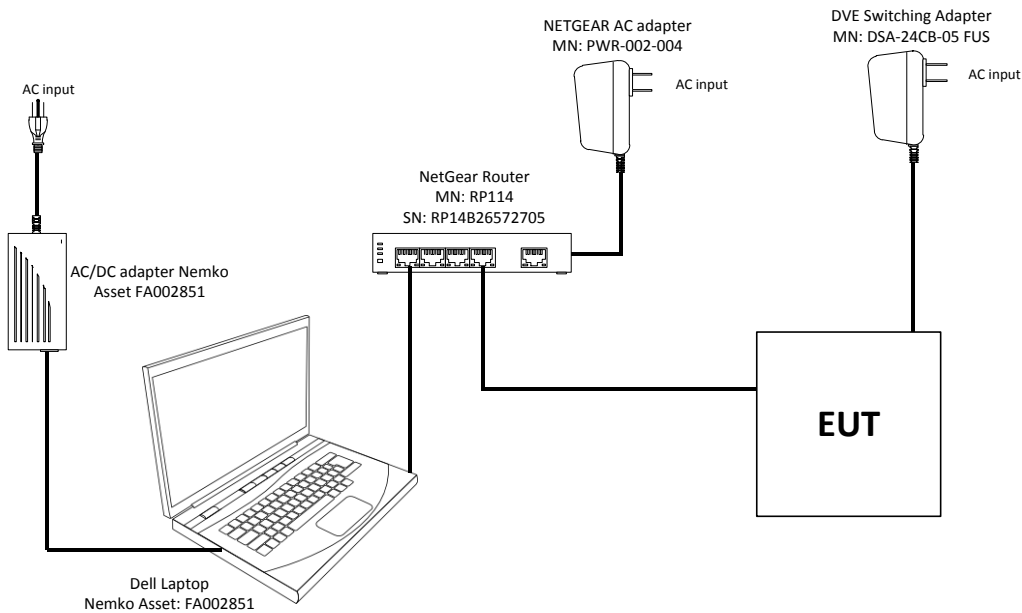 NETGEAR AC adapter
MN: PWR-002-004
AC input
DVE Switching Adapter
MN: DSA-24CB-05 FUS
AC input
AC input
NetGear Router
MN: RP114
SN: RP14B26572705
AC/DC adapter Nemko
Asset FA002851
EUT
Dell Laptop
Nemko Asset: FA002851